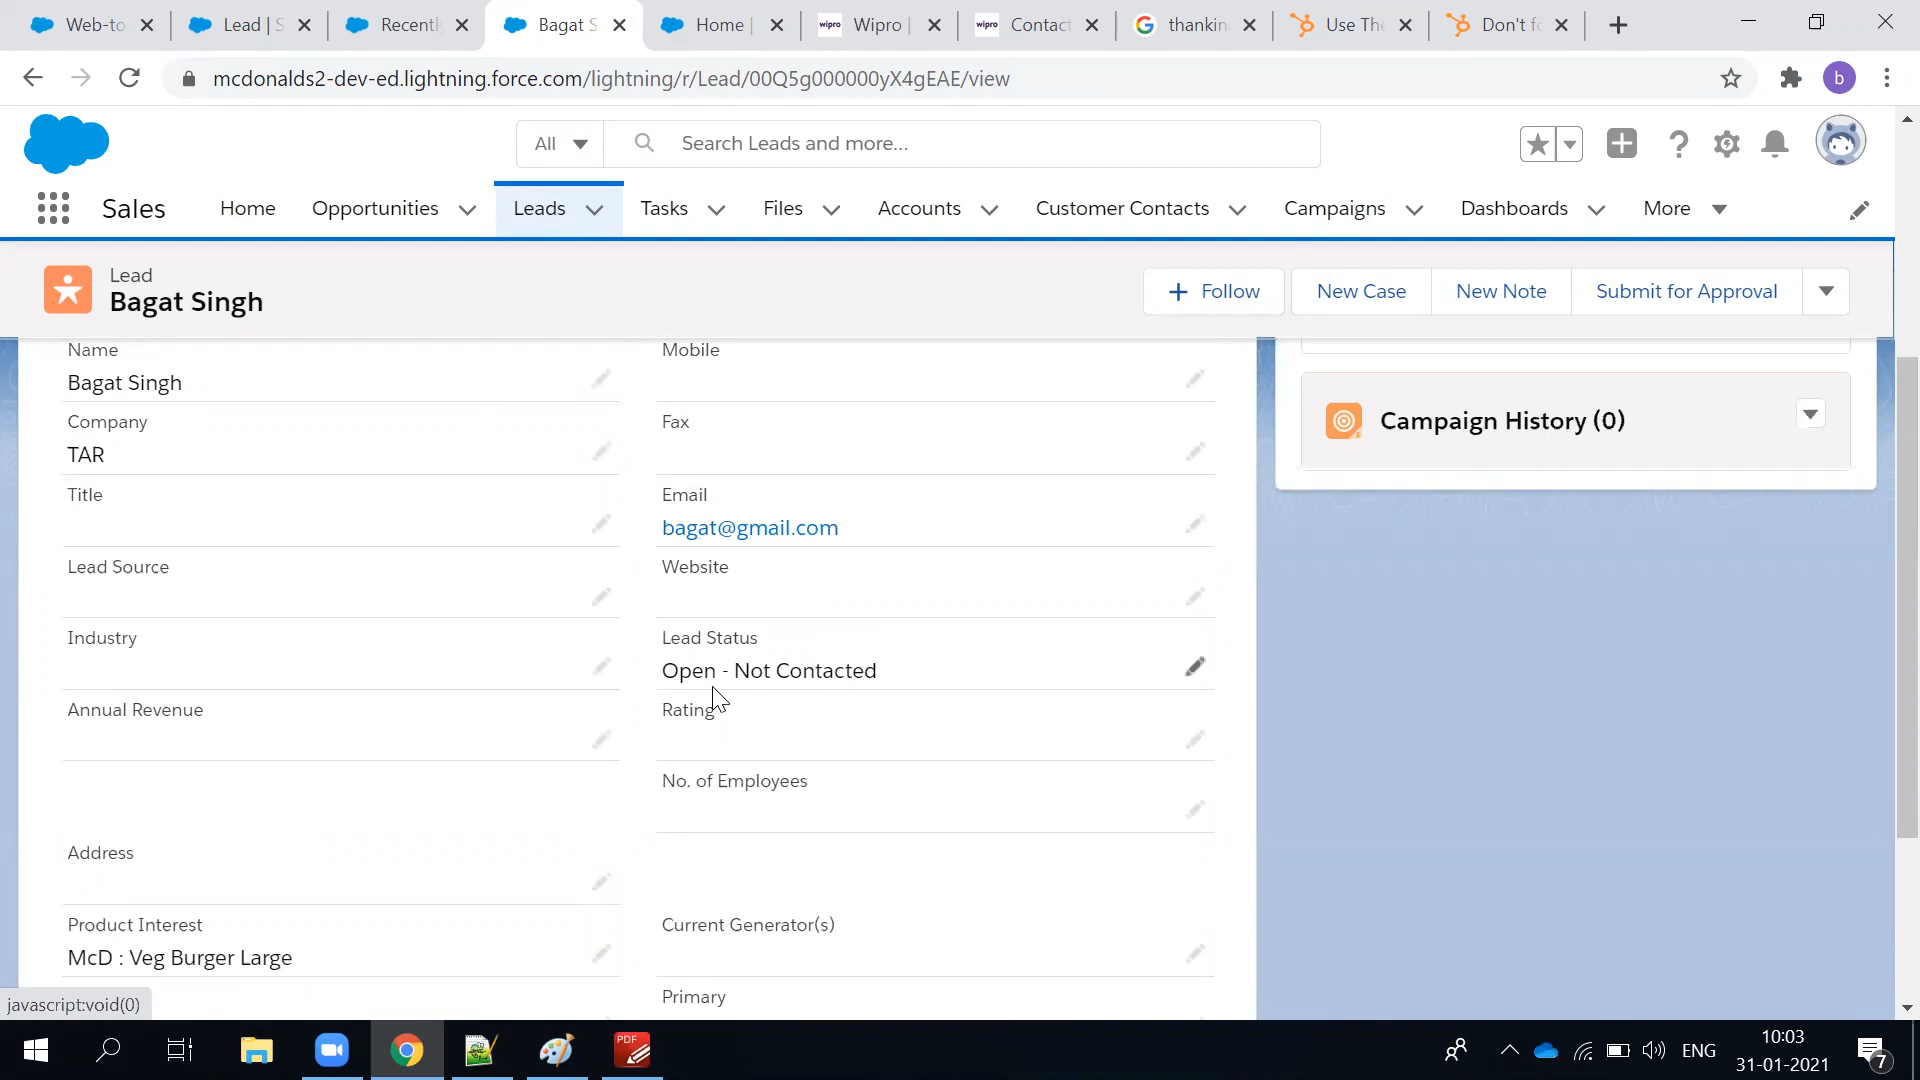 Web-to
Lead | S
Recently
Bagat S
Home |
wipro
Wipro |
wipro
Contact
thankin
Use The
Don't fo
mcdonalds2-dev-ed.lightning.force.com/lightning/r/Lead/00Q5g000000yX4gEAE/view
b
All
Search Leads and more...
Sales
Home
Opportunities
Leads
Tasks
Files
Accounts
Customer Contacts
Campaigns
Dashboards
More
Lead
Bagat Singh
+ Follow
New Case
New Note
Submit for Approval
Name
Bagat Singh
Mobile
Company
TAR
Fax
Title
Email
bagat@gmail.com
Lead Source
Website
Industry
Lead Status
Open - Not Contacted
Annual Revenue
Rating
No. of Employees
Address
Product Interest
McD : Veg Burger Large
Current Generator(s)
Primary
Campaign History (0)
javascript:void(0)
PDF
ENG
10:03
31-01-2021
7